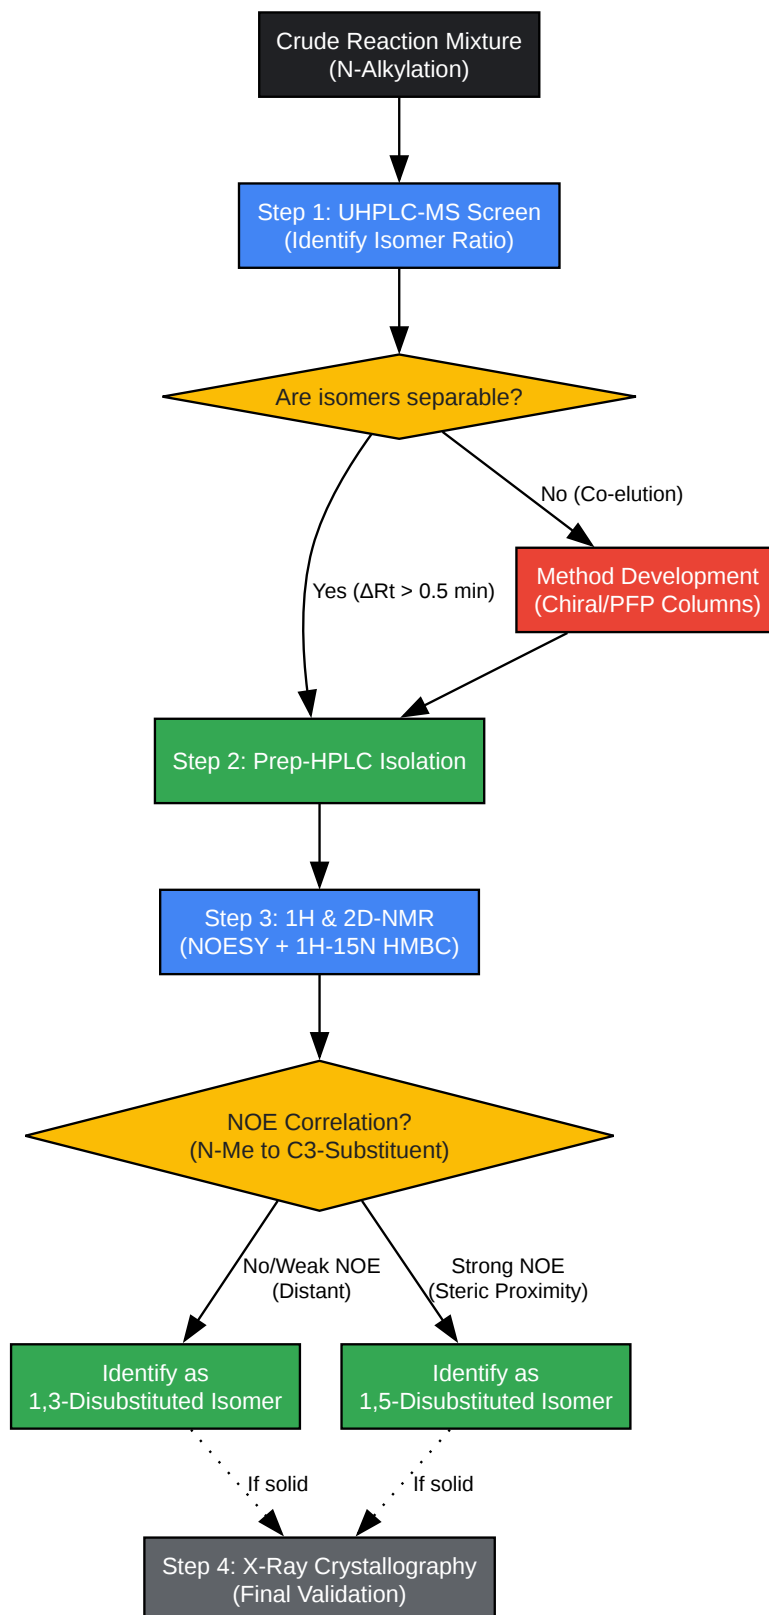 Crude Reaction Mixture
(N-Alkylation)
Step 1: UHPLC-MS Screen
(Identify Isomer Ratio)
Are isomers separable?
No (Co-elution)
Yes (ΔRt > 0.5 min)
Method Development
(Chiral/PFP Columns)
Step 2: Prep-HPLC Isolation
Step 3: 1H & 2D-NMR
(NOESY + 1H-15N HMBC)
NOE Correlation?
(N-Me to C3-Substituent)
No/Weak NOE
(Distant)
Strong NOE
(Steric Proximity)
Identify as
1,3-Disubstituted Isomer
Identify as
1,5-Disubstituted Isomer
If solid
If solid
Step 4: X-Ray Crystallography
(Final Validation)